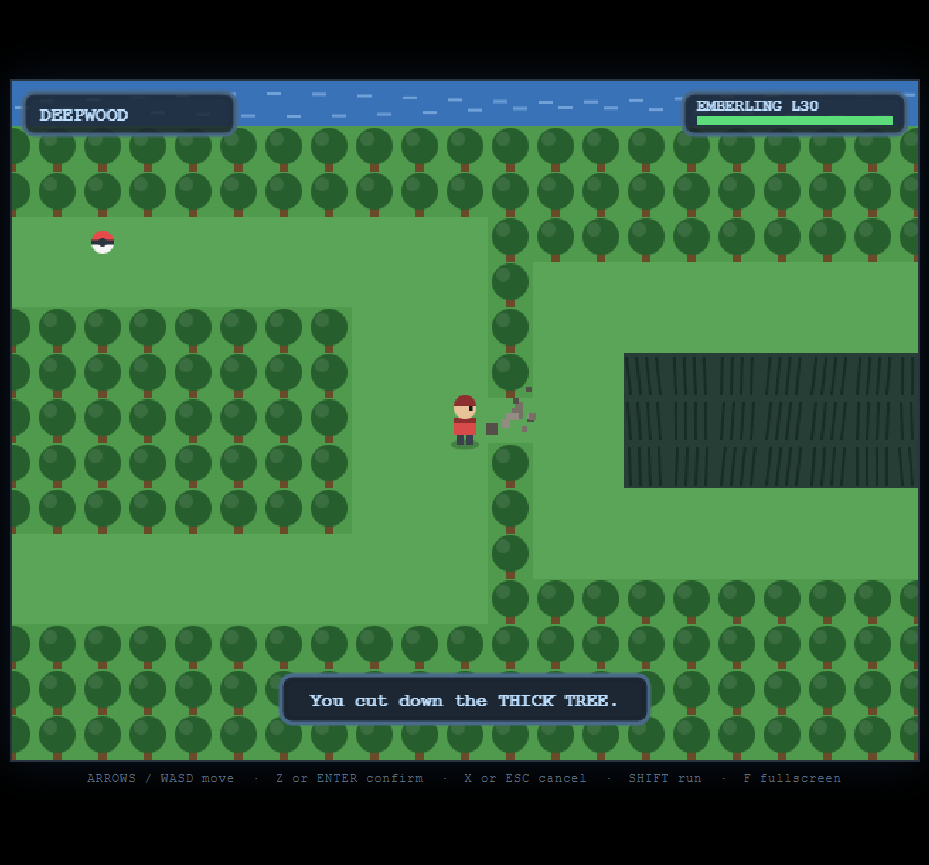 DEEPWOOD
EMBERLING L30
You cut down the THICK TREE.
ARROWS / WASD move · Z or ENTER confirm · X or ESC cancel · SHIFT run · F fullscreen